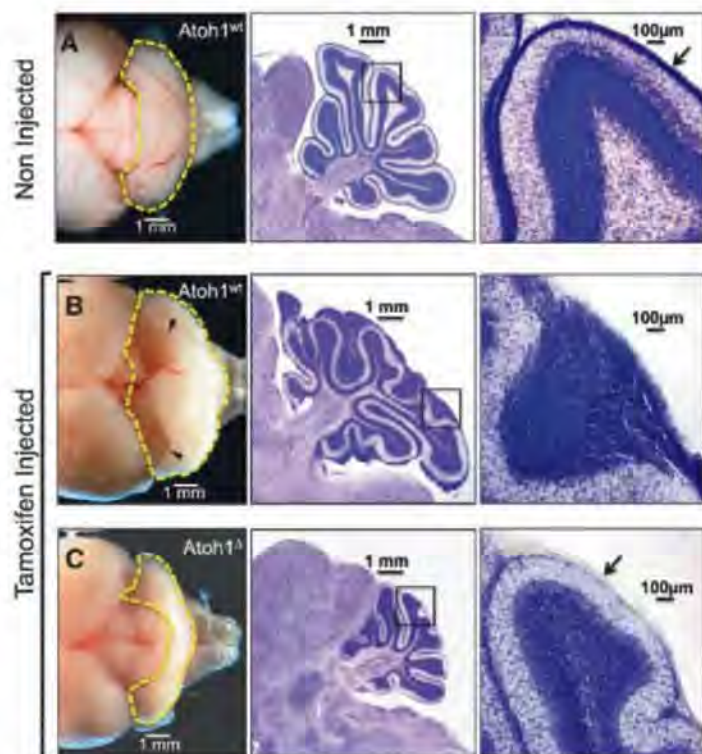 Non Injected
A
Atoh1wt
1 mm
1 mm
100µm
Tamoxifen Injected
B
Atoh1wt
1 mm
1 mm
100µm
C
Atoh1Δ
1 mm
1 mm
100µm